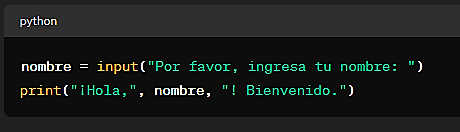 python
nombre = input("Por favor, ingresa tu nombre: ")
print("¡Hola,", nombre, "! Bienvenido.")